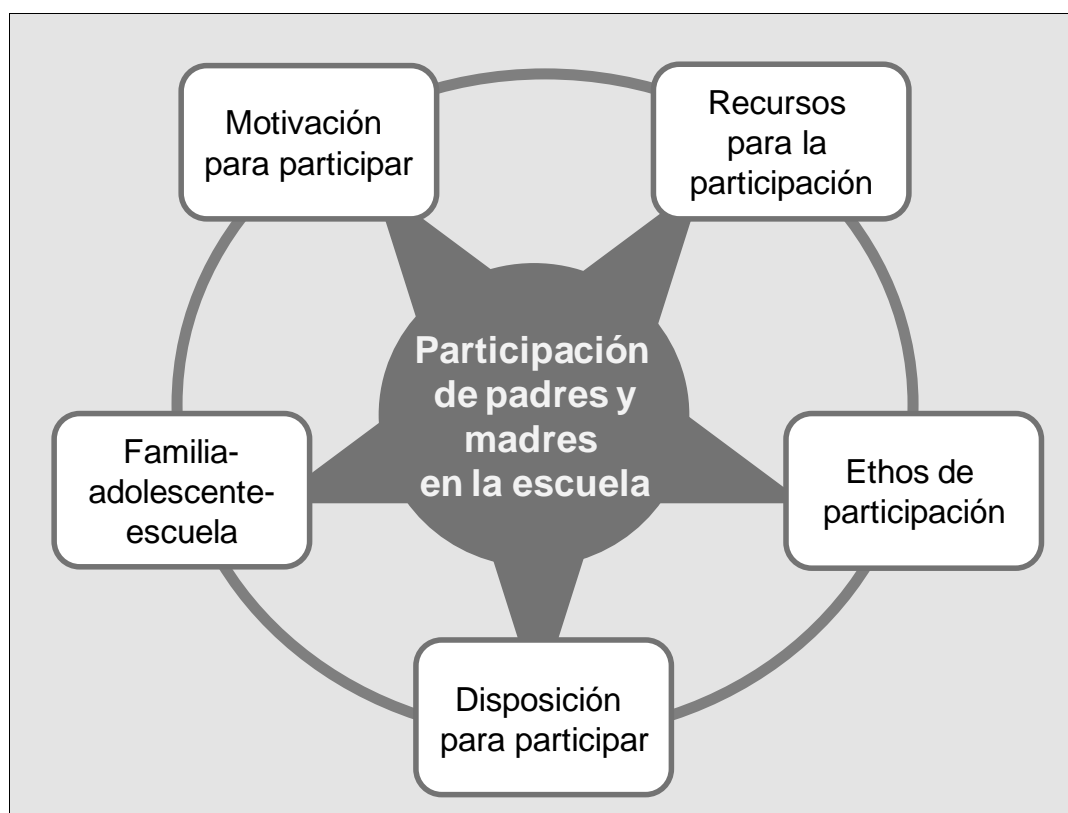 Motivación
para participar
Recursos
para la
participación
Participación
de padres y
madres
en la escuela
Familia-
adolescente-
escuela
Ethos de
participación
Disposición
para participar